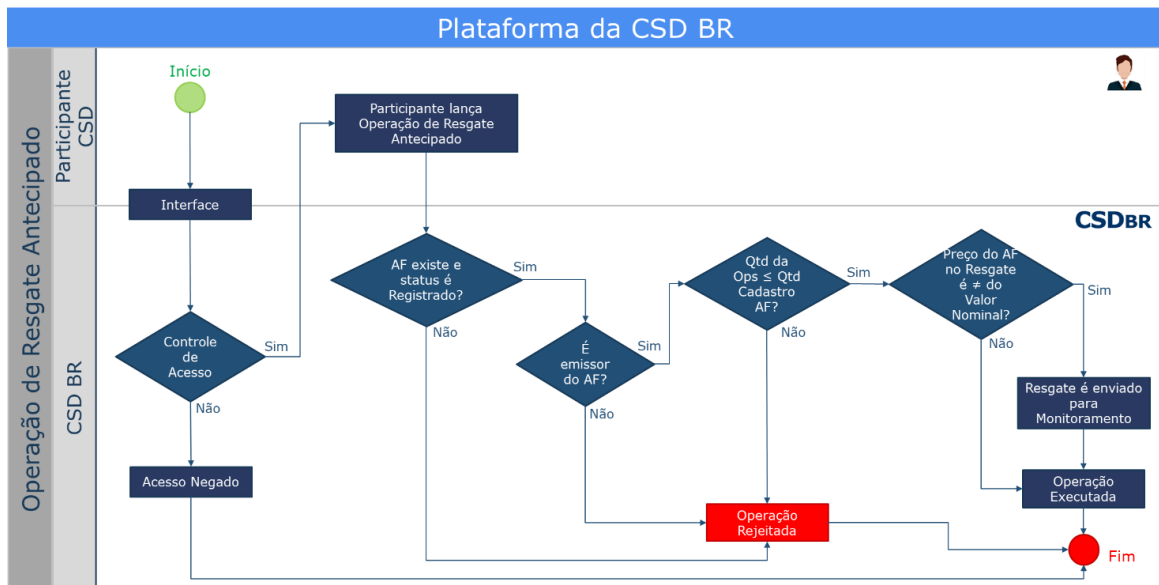 Plataforma da CSD BR
Operação de Resgate Antecipado
Participante
CSD
CSD BR
Início
Participante lança
Operação de Resgate
Antecipado
Interface
CSDBR
Controle
de
Acesso
Sim
Não
Acesso Negado
AF existe e
status é
Registrado?
Sim
Não
É
emissor
do AF?
Sim
Não
Qtd da
Ops ≤ Qtd
Cadastro
AF?
Sim
Não
Preço do AF
no Resgate
é ≠ do
Valor
Nominal?
Sim
Não
Resgate é enviado
para
Monitoramento
Operação
Executada
Operação
Rejeitada
Fim